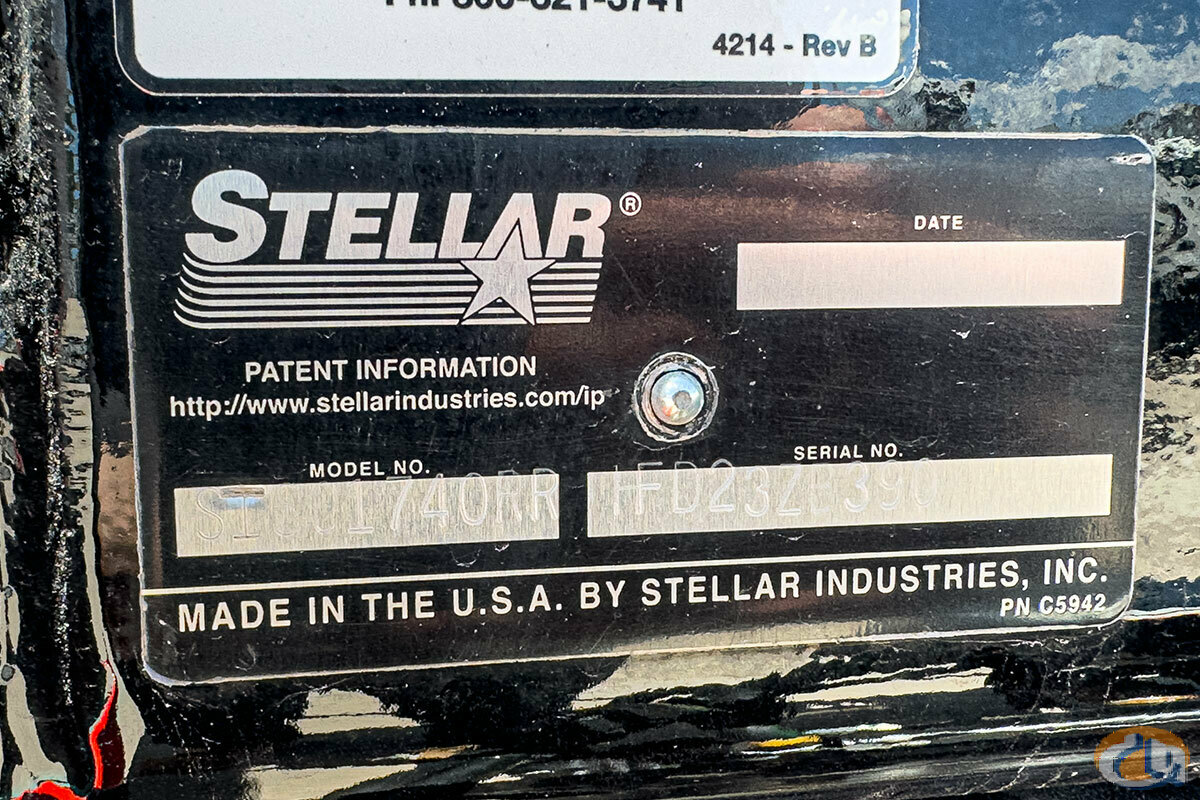 4214 - Rev B
STELLAR®
DATE
PATENT INFORMATION
http://www.stellarindustries.com/ip
MODEL NO.
SERIAL NO.
MADE IN THE U.S.A. BY STELLAR INDUSTRIES, INC.
PN C5942